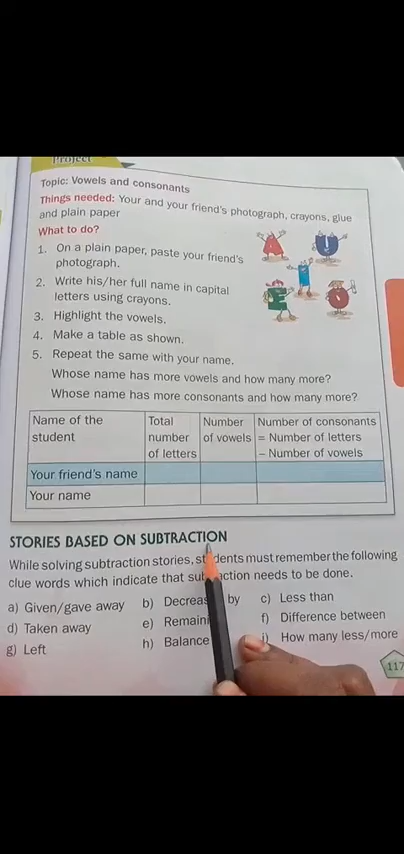 Project
Topic: Vowels and consonants
Things needed: Your and your friend's photograph, crayons, glue
and plain paper
What to do?
1. On a plain paper, paste your friend's
photograph.
2. Write his/her full name in capital
letters using crayons.
3. Highlight the vowels.
4. Make a table as shown.
5. Repeat the same with your name.
Whose name has more vowels and how many more?
Whose name has more consonants and how many more?
A U I E O
Name of the student Total number of letters Number of vowels Number of consonants = Number of letters – Number of vowels
Your friend's name
Your name
STORIES BASED ON SUBTRACTION
While solving subtraction stories, students must remember the following
clue words which indicate that subtraction needs to be done.
a) Given/gave away b) Decreas by c) Less than
d) Taken away e) Remaini f) Difference between
g) Left h) Balance i) How many less/more
117